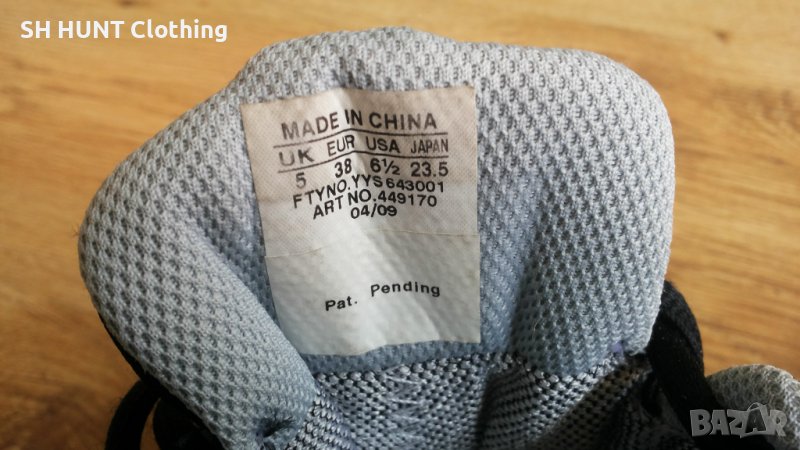 SH HUNT Clothing
MADE IN CHINA
UK EUR USA JAPAN
5 38 6½ 23.5
FTYNO.YYS643001
ART NO.449170
04/09
Pat. Pending
BAZAR